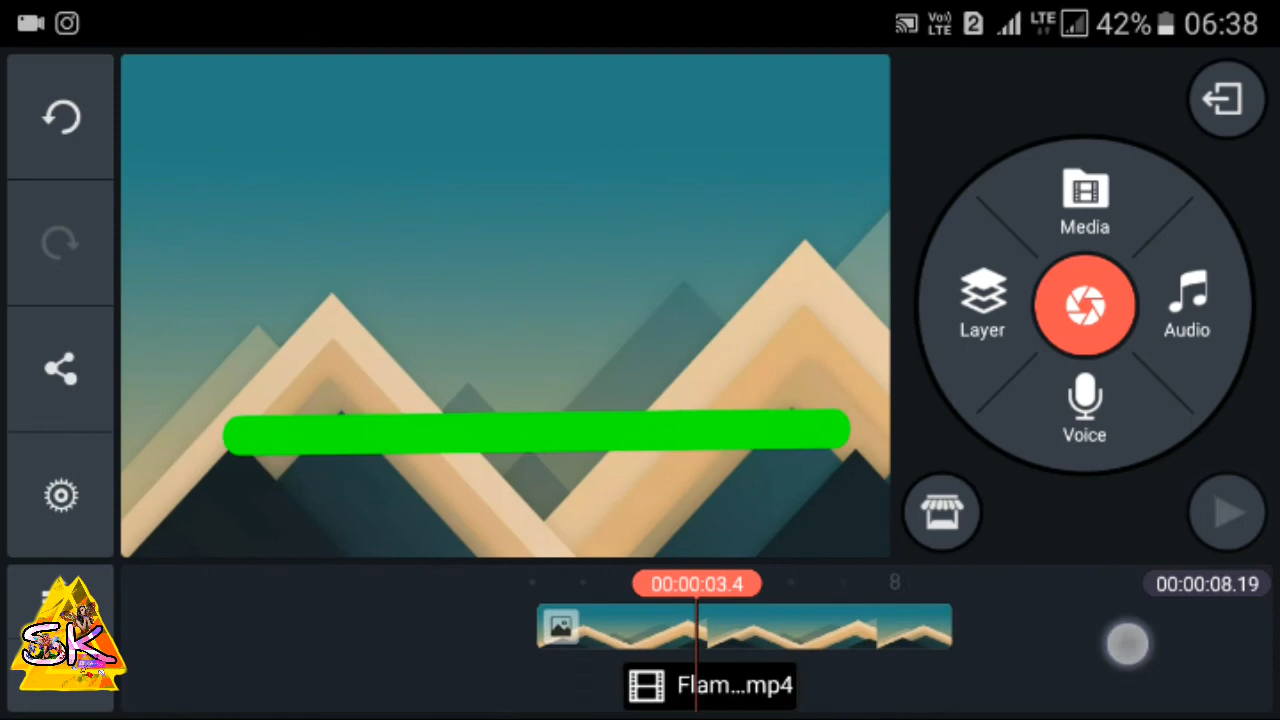 Vo))
LTE
2
LTE
42%
06:38
Media
Layer
Audio
Voice
00:00:03.4
8
00:00:08.19
SK
Flam...mp4